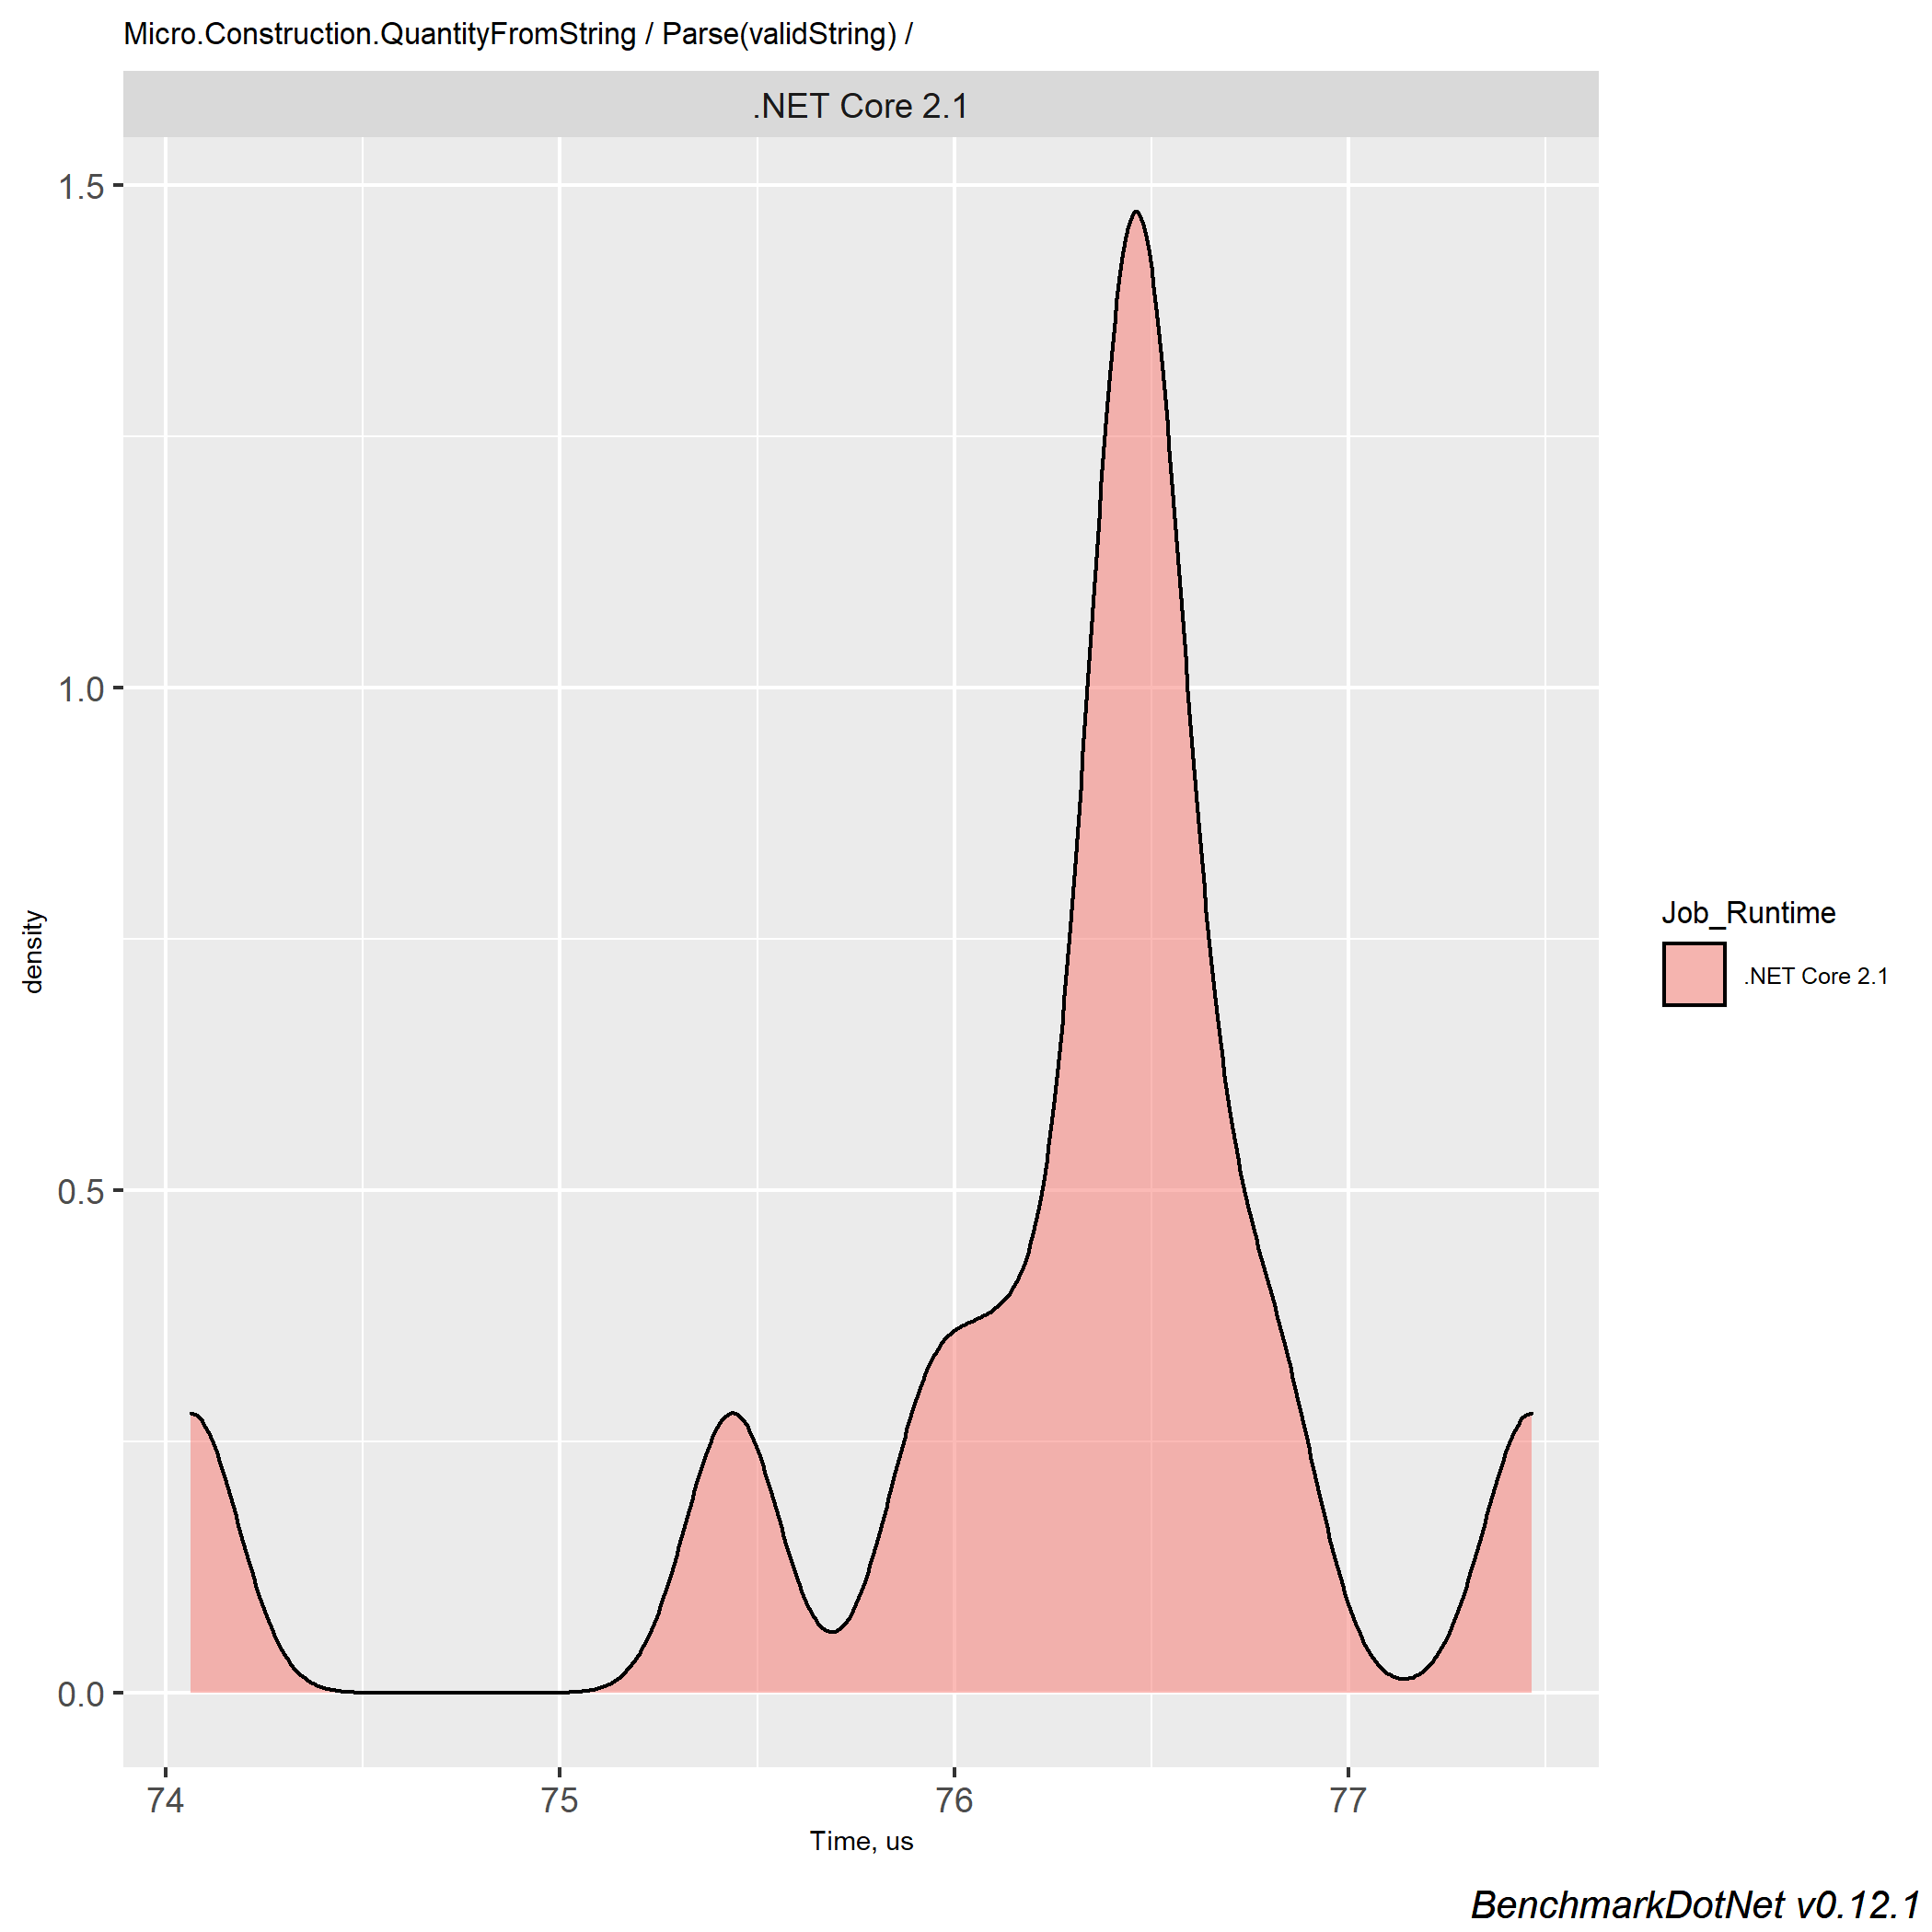 Micro.Construction.QuantityFromString / Parse(validString) /
.NET Core 2.1
1.5
1.0
0.5
0.0
density
74 75 76 77
Time, us
Job_Runtime
.NET Core 2.1
BenchmarkDotNet v0.12.1